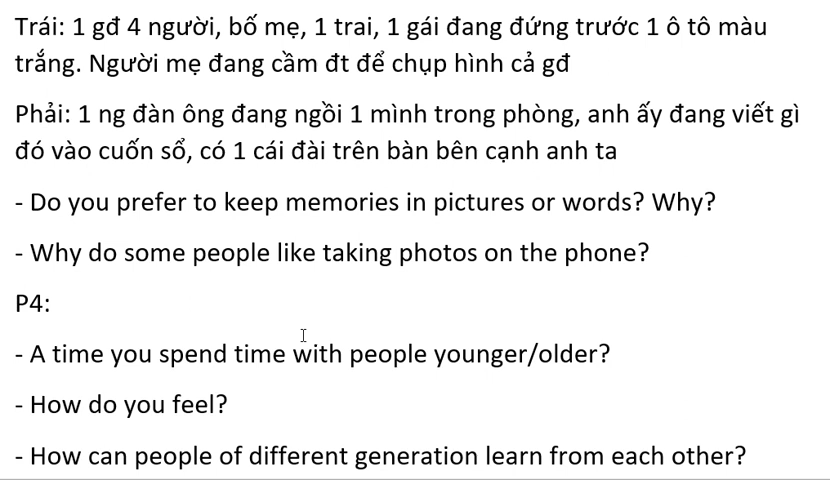 Trái: 1 gđ 4 người, bố mẹ, 1 trai, 1 gái đang đứng trước 1 ô tô màu
trắng. Người mẹ đang cầm đt để chụp hình cả gđ
Phải: 1 ng đàn ông đang ngồi 1 mình trong phòng, anh ấy đang viết gì
đó vào cuốn sổ, có 1 cái đài trên bàn bên cạnh anh ta
- Do you prefer to keep memories in pictures or words? Why?
- Why do some people like taking photos on the phone?
P4:
- A time you spend time with people younger/older?
- How do you feel?
- How can people of different generation learn from each other?